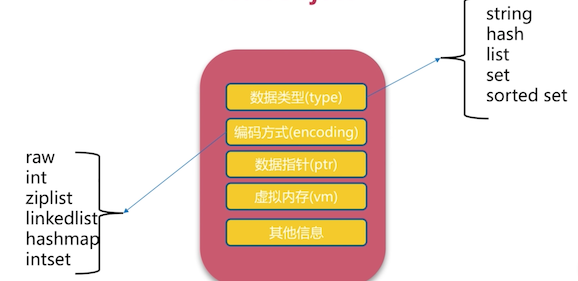 string
hash
list
set
sorted set
数据类型(type)
编码方式(encoding)
数据指针(ptr)
虚拟内存(vm)
其他信息
raw
int
ziplist
linkedlist
hashmap
intset